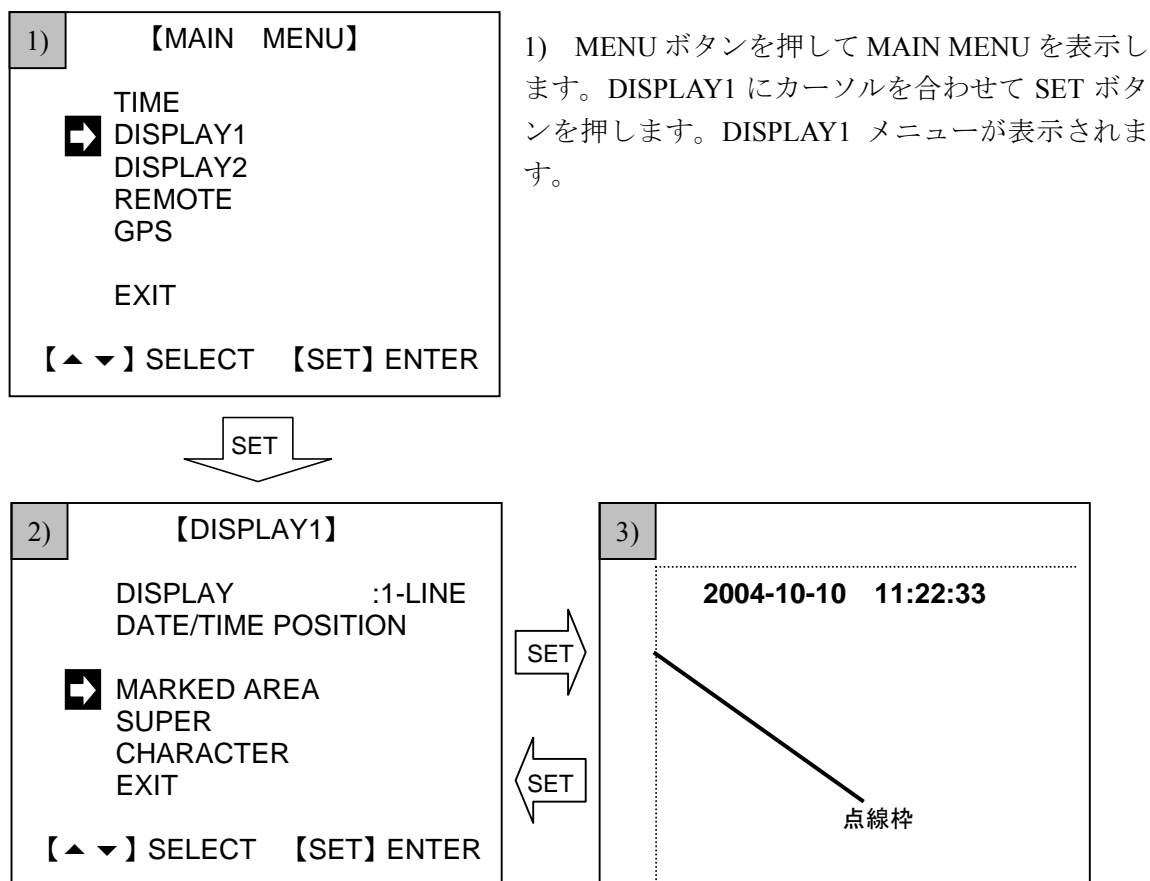 1)
【MAIN　MENU】
TIME
DISPLAY1
DISPLAY2
REMOTE
GPS
EXIT
【▲ ▼】SELECT 【SET】ENTER
1)　MENU ボタンを押して MAIN MENU を表示し
ます。DISPLAY1 にカーソルを合わせて SET ボタ
ンを押します。DISPLAY1 メニューが表示されま
す。
SET
2)
【DISPLAY1】
DISPLAY :1-LINE
DATE/TIME POSITION
MARKED AREA
SUPER
CHARACTER
EXIT
【▲ ▼】SELECT 【SET】ENTER
SET
SET
3)
2004-10-10 11:22:33
点線枠